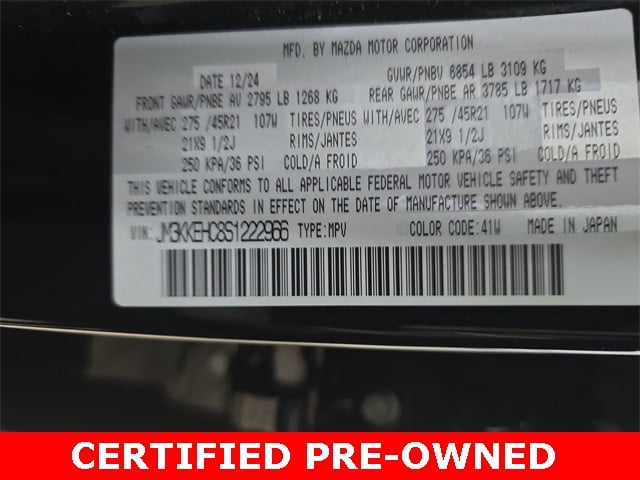 MFD. BY MAZDA MOTOR CORPORATION
DATE 12/24 GVWR/PNBV 6854 LB 3109 KG
FRONT GAWR/PNBE AV 2795 LB 1268 KG REAR GAWR/PNBE AR 3785 LB 1717 KG
WITH/AVEC 275 /45R21 107W TIRES/PNEUS WITH/AVEC 275 /45R21 107W TIRES/PNEUS
21X9 1/2J RIMS/JANTES 21X9 1/2J RIMS/JANTES
250 KPA/36 PSI COLD/A FROID 250 KPA/36 PSI COLD/A FROID
THIS VEHICLE CONFORMS TO ALL APPLICABLE FEDERAL MOTOR VEHICLE SAFETY AND THEFT
PREVENTION STANDARDS IN EFFECT ON THE DATE OF MANUFACTURE SHOWN ABOVE.
VIN: JM3KKEHC8S1222966 TYPE: MPV COLOR CODE: 41W MADE IN JAPAN
CERTIFIED PRE-OWNED